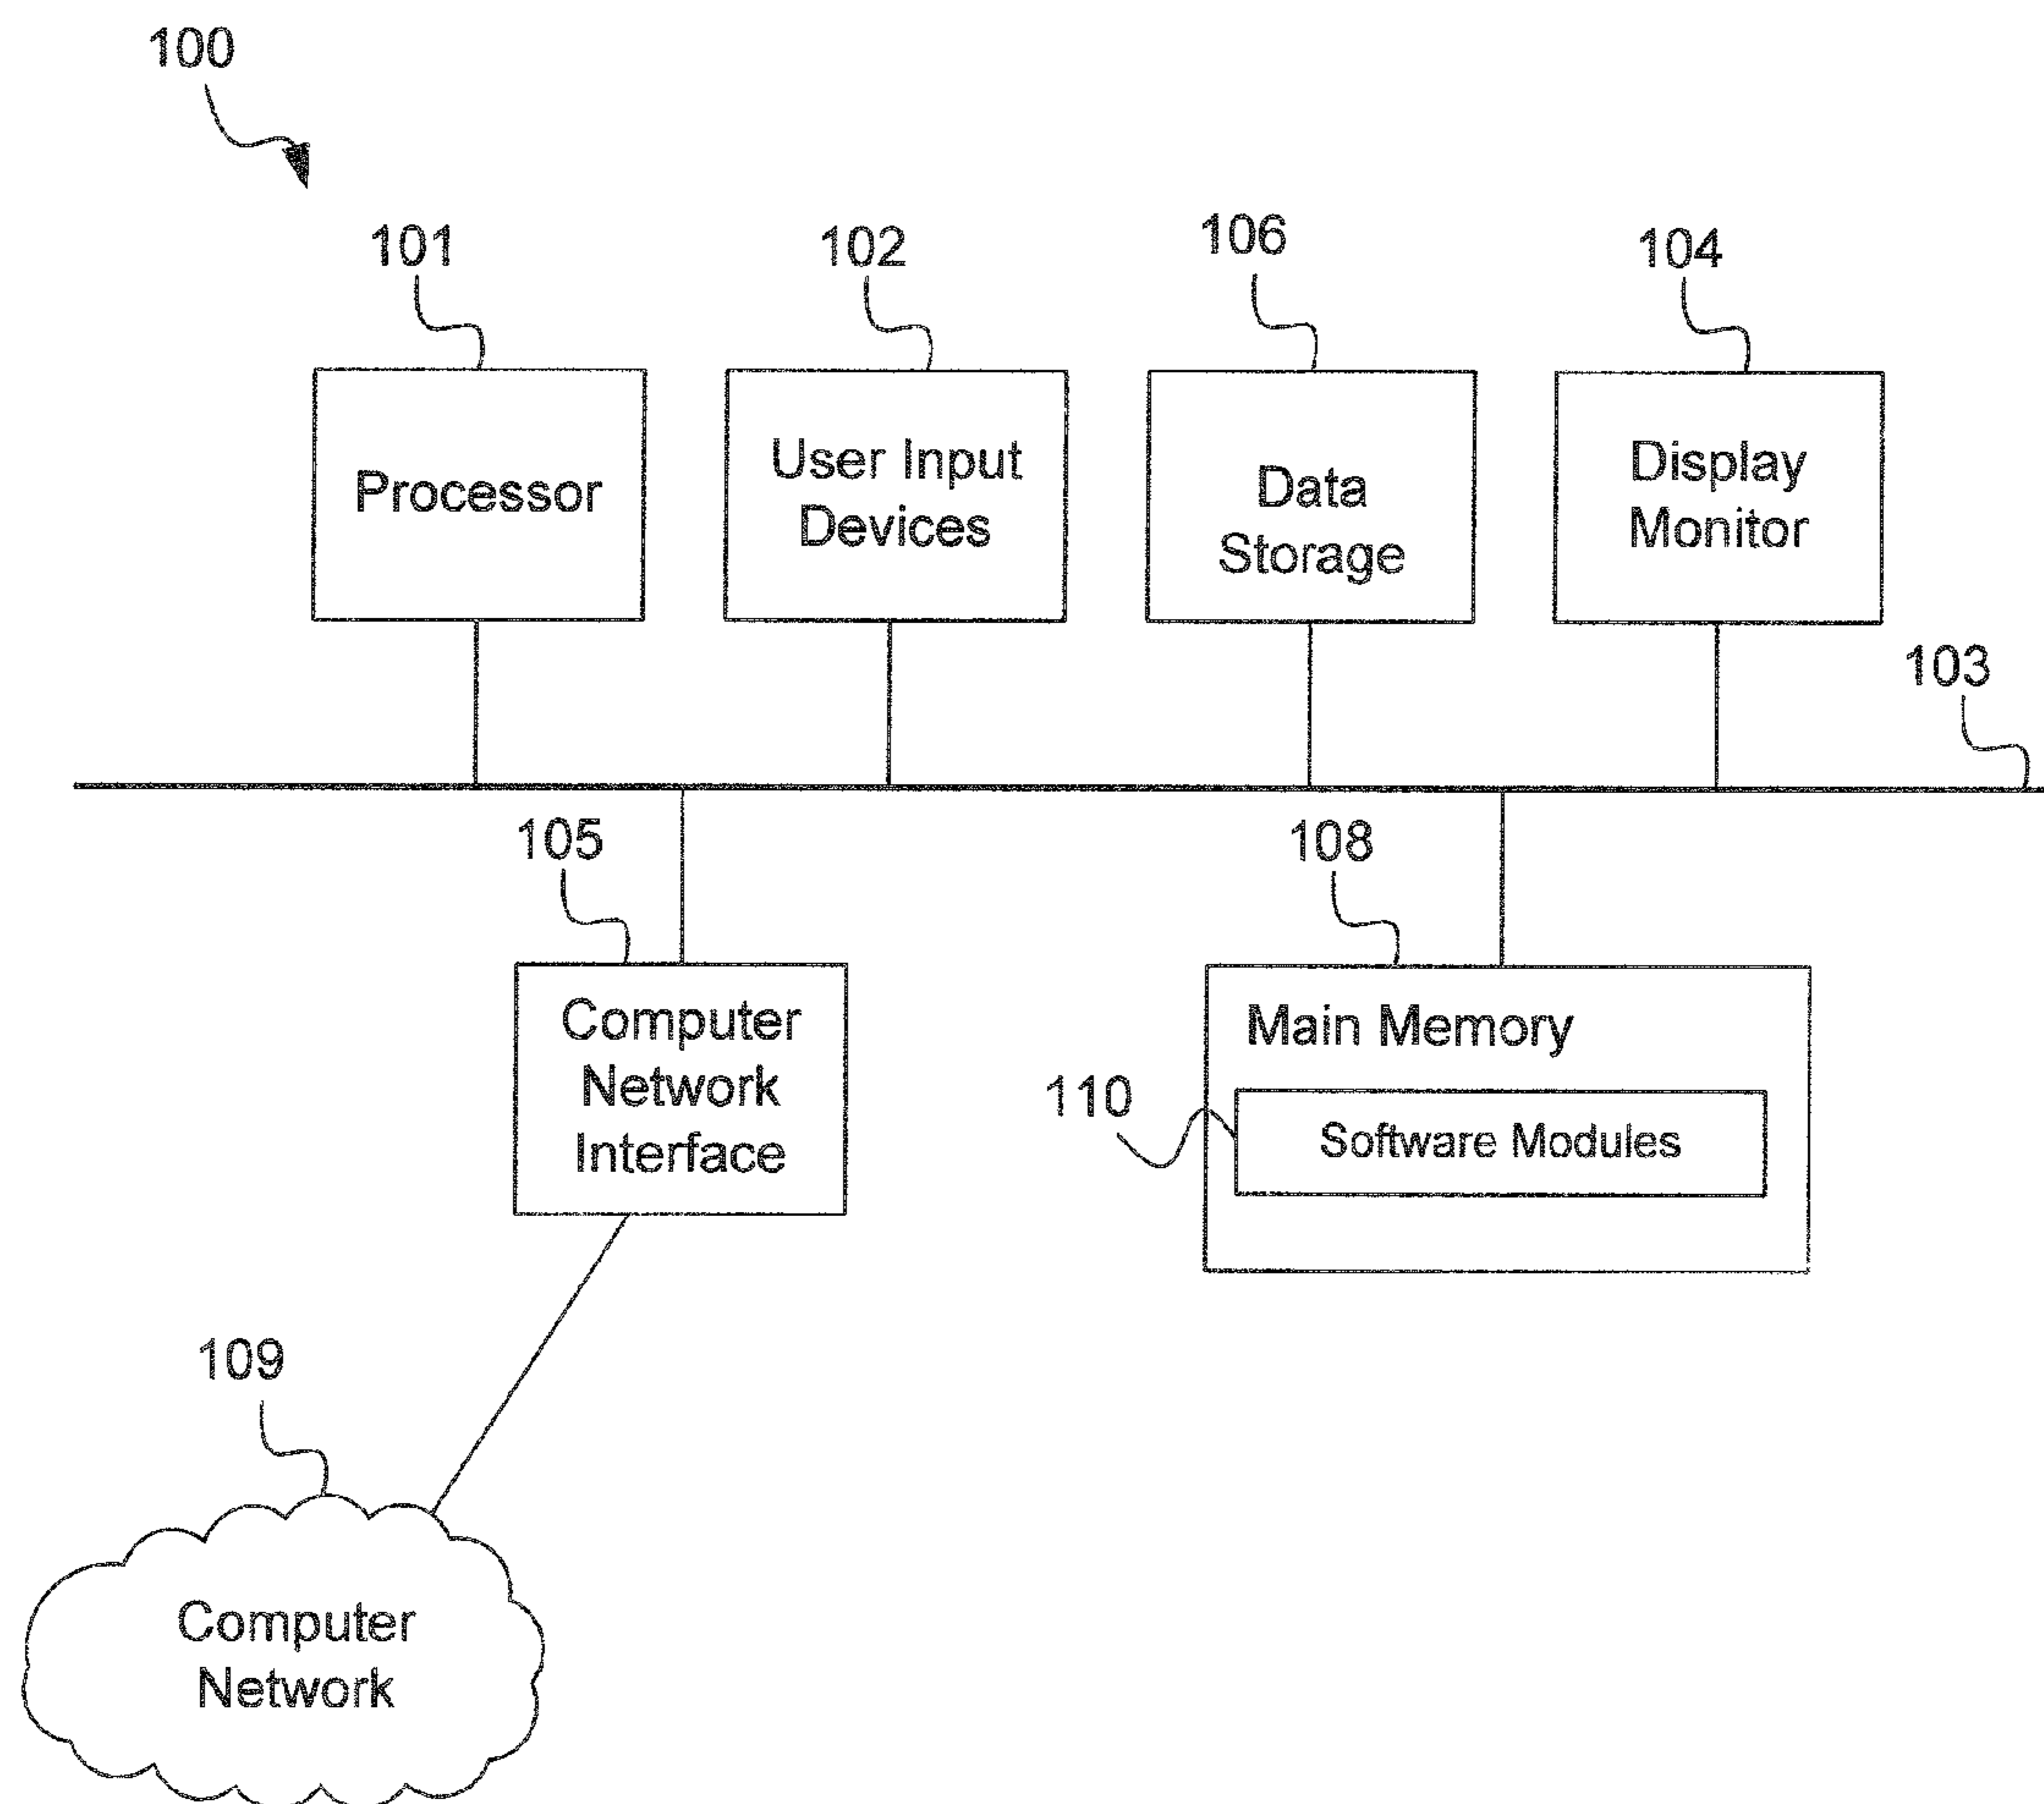 100
101
102
106
104
Processor
User Input
Devices
Data
Storage
Display
Monitor
103
105
108
Computer
Network
Interface
Main Memory
110
Software Modules
109
Computer
Network